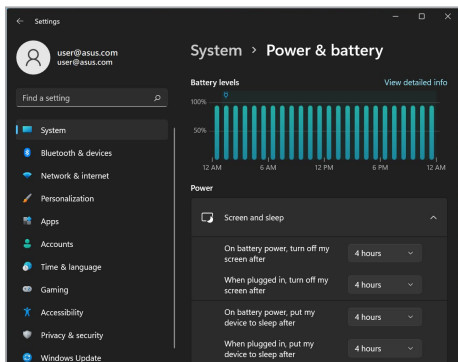 Settings
user@asus.com
user@asus.com
Find a setting
System
Bluetooth & devices
Network & internet
Personalization
Apps
Accounts
Time & language
Gaming
Accessibility
Privacy & security
Windows Update
System > Power & battery
Battery levels
View detailed info
100%
50%
12 AM
6 AM
12 PM
6 PM
12 AM
Power
Screen and sleep
On battery power, turn off my
screen after
4 hours
When plugged in, turn off my
screen after
4 hours
On battery power, put my
device to sleep after
4 hours
When plugged in, put my
device to sleep after
4 hours